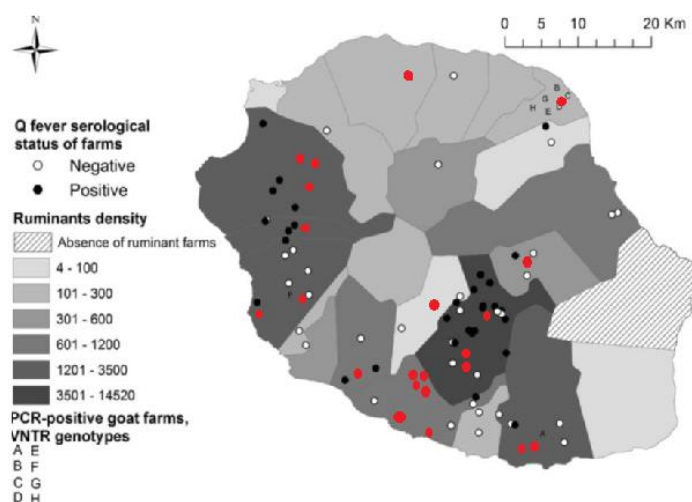 0 5 10 20 Km
N
Q fever serological
status of farms
Negative
Positive
Ruminants density
Absence of ruminant farms
4 - 100
101 - 300
301 - 600
601 - 1200
1201 - 3500
3501 - 14520
PCR-positive goat farms,
VNTR genotypes
A E
B F
C G
D H
B
G
H E
F
A